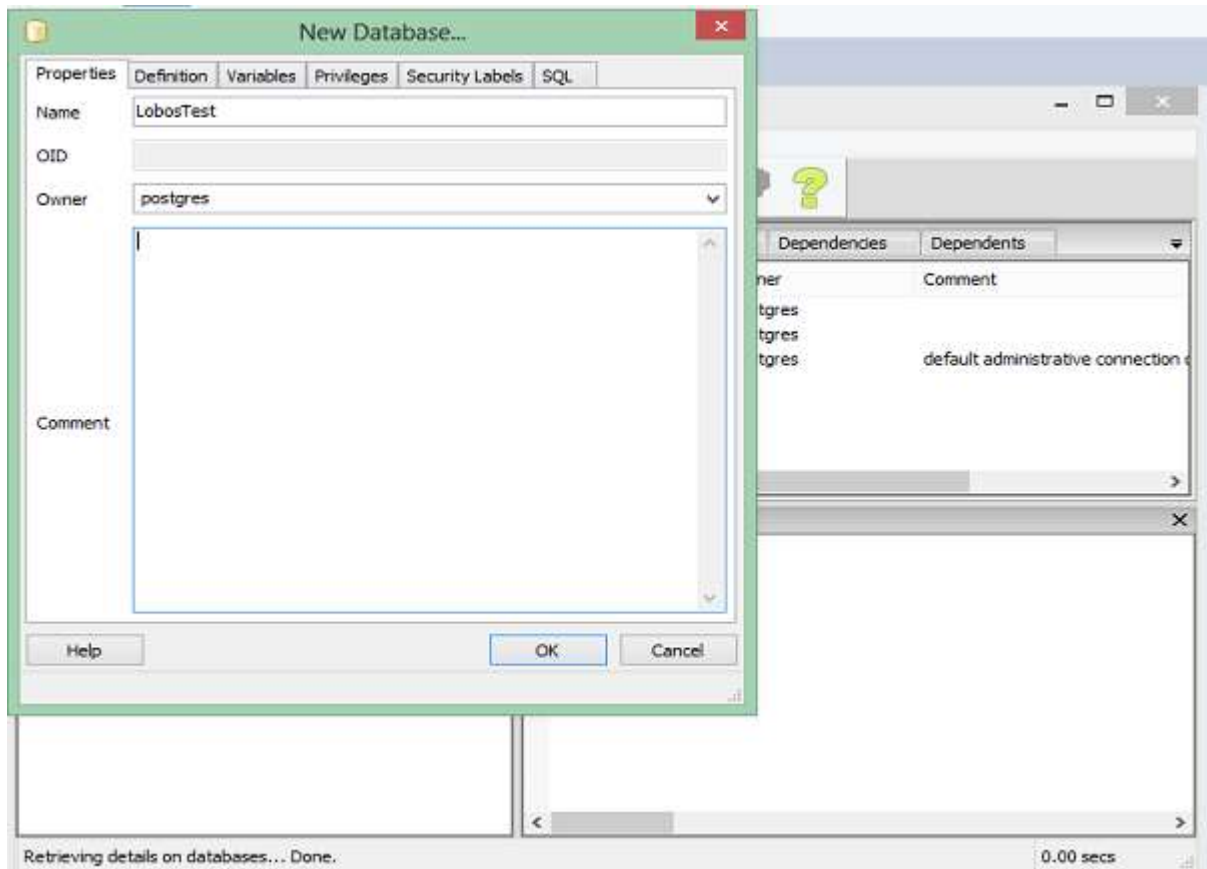 New Database...
Properties Definition Variables Privileges Security Labels SQL
Name LobosTest
OID
Owner postgres
Comment
Help OK Cancel
Dependencies Dependents
ner Comment
tgres
tgres
tgres default administrative connection
Retrieving details on databases... Done. 0.00 secs